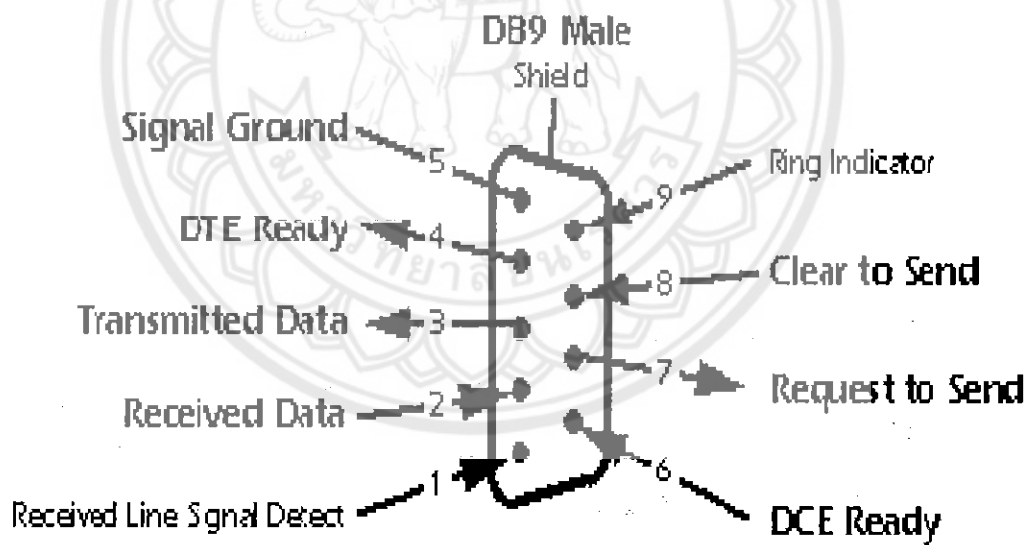 DB9 Male
Shield
Signal Ground
5
9
Ring Indicator
DTE Ready
4
8
Clear to Send
Transmitted Data
3
7
Request to Send
Received Data
2
6
DCE Ready
1
Received Line Signal Detect